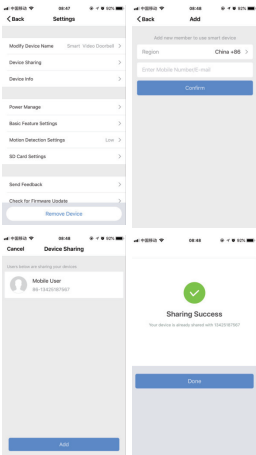 中国移动 08:47 92%
Back Settings
Modify Device Name Smart Video Doorbell
Device Sharing
Device Info
Power Manage
Basic Feature Settings
Motion Detection Settings Low
SD Card Settings
Send Feedback
Check for Firmware Update
Remove Device
中国移动 08:48 92%
Back Add
Add new member to use smart device.
Region China +86
Enter Mobile Number/E-mail
Confirm
中国移动 08:48 92%
Cancel Device Sharing
Users below are sharing your devices.
Mobile User
86-13425187567
Add
中国移动 08:48 92%
Sharing Success
Your device is already shared with 13425187567
Done